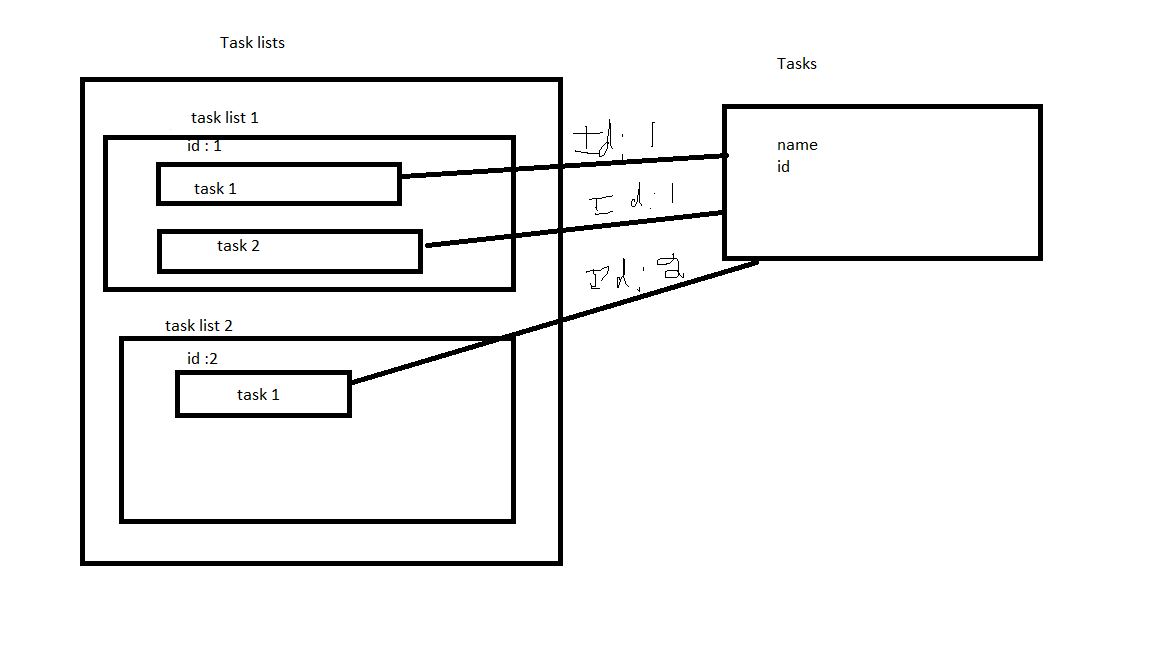 Task lists
Tasks
task list 1
id : 1
task 1
task 2
task list 2
id :2
task 1
Id: 1
Id: 1
Id: 2
name
id